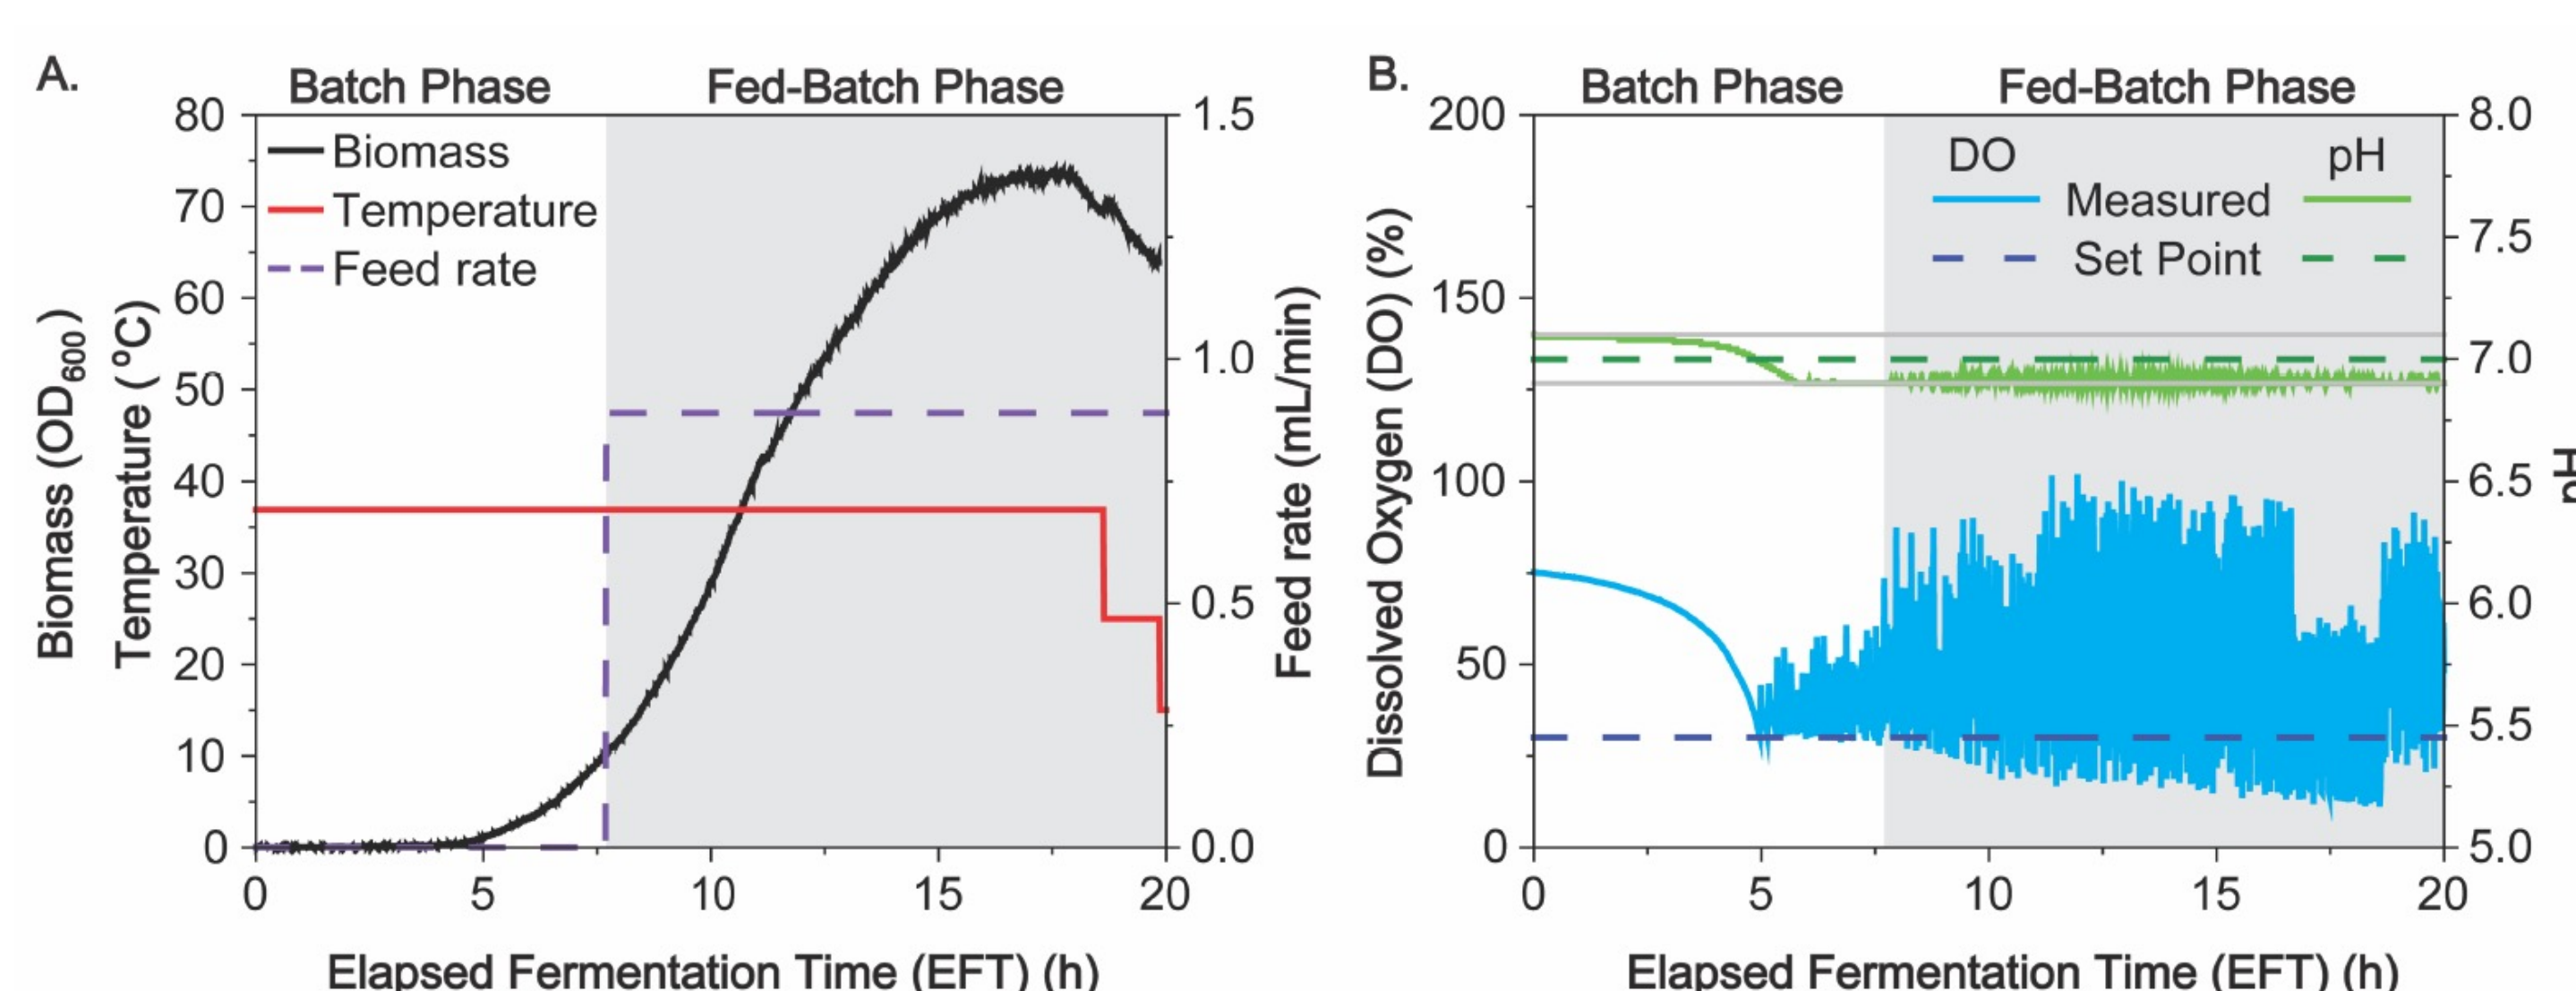 A.
Batch Phase Fed-Batch Phase
Biomass
Temperature
Feed rate
Biomass (OD600)
Temperature (ºC)
80
70
60
50
40
30
20
10
0
1.5
1.0
0.5
0.0
Feed rate (mL/min)
0 5 10 15 20
Elapsed Fermentation Time (EFT) (h)
B.
Batch Phase Fed-Batch Phase
DO pH
Measured
Set Point
Dissolved Oxygen (DO) (%)
200
150
100
50
0
8.0
7.5
7.0
6.5
6.0
5.5
5.0
pH
0 5 10 15 20
Elapsed Fermentation Time (EFT) (h)